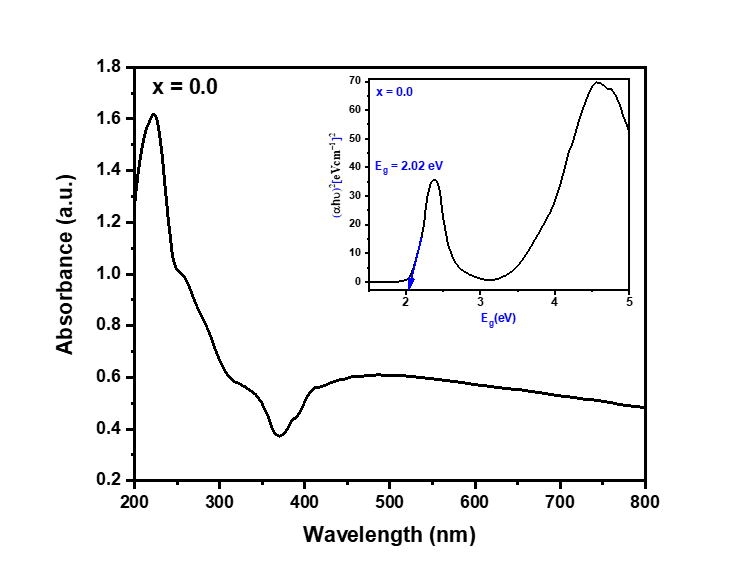 x = 0.0
1.8
1.6
1.4
1.2
1.0
0.8
0.6
0.4
0.2
Absorbance (a.u.)
200 300 400 500 600 700 800
Wavelength (nm)
x = 0.0
E_g = 2.02 eV
70
60
50
40
30
20
10
0
(αhυ)²[eVcm⁻¹]²
2 3 4 5
E_g(eV)